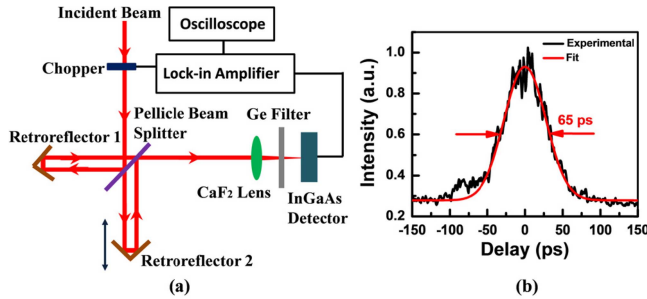 Incident Beam
Oscilloscope
Chopper
Lock-in Amplifier
Pellicle Beam
Splitter
Ge Filter
Retroreflector 1
CaF2 Lens
InGaAs
Detector
Retroreflector 2
(a)
Intensity (a.u.)
1.0
0.8
0.6
0.4
0.2
Experimental
Fit
65 ps
-150 -100 -50 0 50 100 150
Delay (ps)
(b)